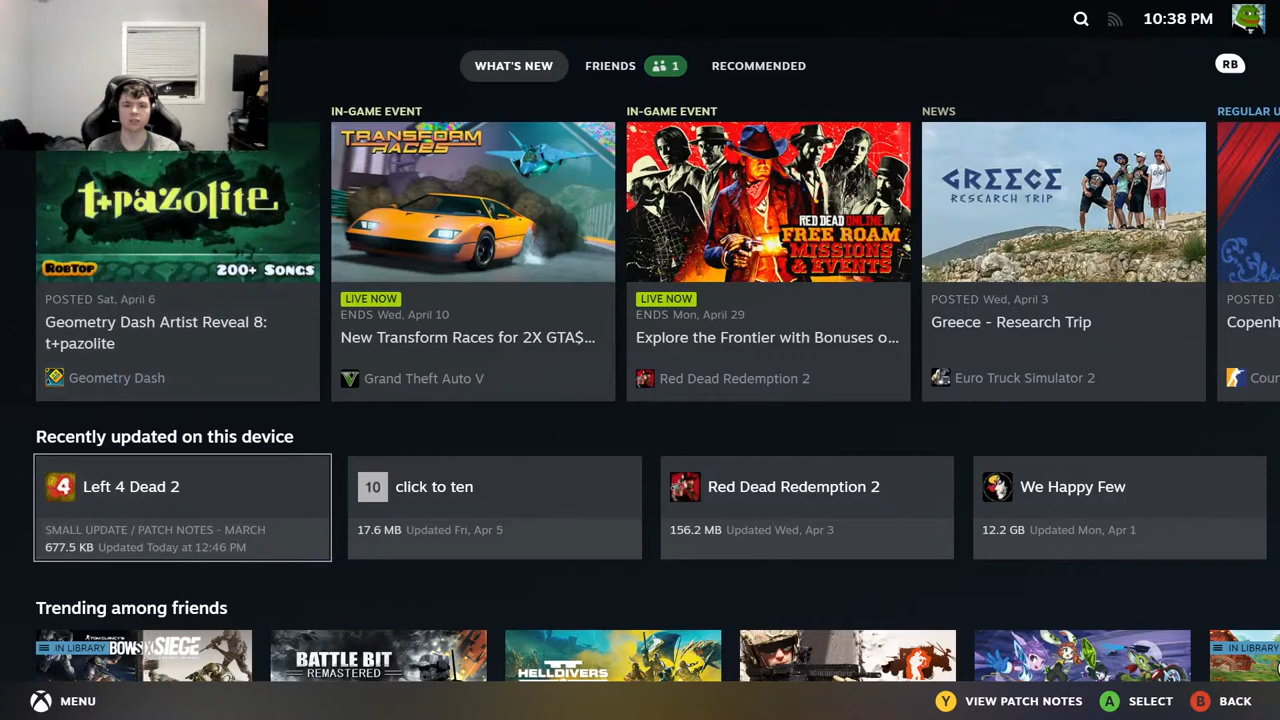 10:38 PM
WHAT'S NEW
FRIENDS 1
RECOMMENDED
RB
IN-GAME EVENT
IN-GAME EVENT
NEWS
REGULAR U
t+pazolite
ROBTOP
200+ SONGS
TRANSFORM
RACES
RED DEAD ONLINE
FREE ROAM
MISSIONS
& EVENTS
GREECE
RESEARCH TRIP
POSTED Sat, April 6
Geometry Dash Artist Reveal 8:
t+pazolite
Geometry Dash
LIVE NOW
ENDS Wed, April 10
New Transform Races for 2X GTA$...
Grand Theft Auto V
LIVE NOW
ENDS Mon, April 29
Explore the Frontier with Bonuses o...
Red Dead Redemption 2
POSTED Wed, April 3
Greece - Research Trip
Euro Truck Simulator 2
POSTED
Copenh
Coun
Recently updated on this device
4 Left 4 Dead 2
SMALL UPDATE / PATCH NOTES - MARCH
677.5 KB Updated Today at 12:46 PM
10 click to ten
17.6 MB Updated Fri, Apr 5
Red Dead Redemption 2
156.2 MB Updated Wed, Apr 3
We Happy Few
12.2 GB Updated Mon, Apr 1
Trending among friends
IN LIBRARY
TOM CLANCY'S
BOW SIX SIEGE
BATTLE BIT
REMASTERED
HELLDIVERS
IN LIBRARY
MENU
Y VIEW PATCH NOTES
A SELECT
B BACK